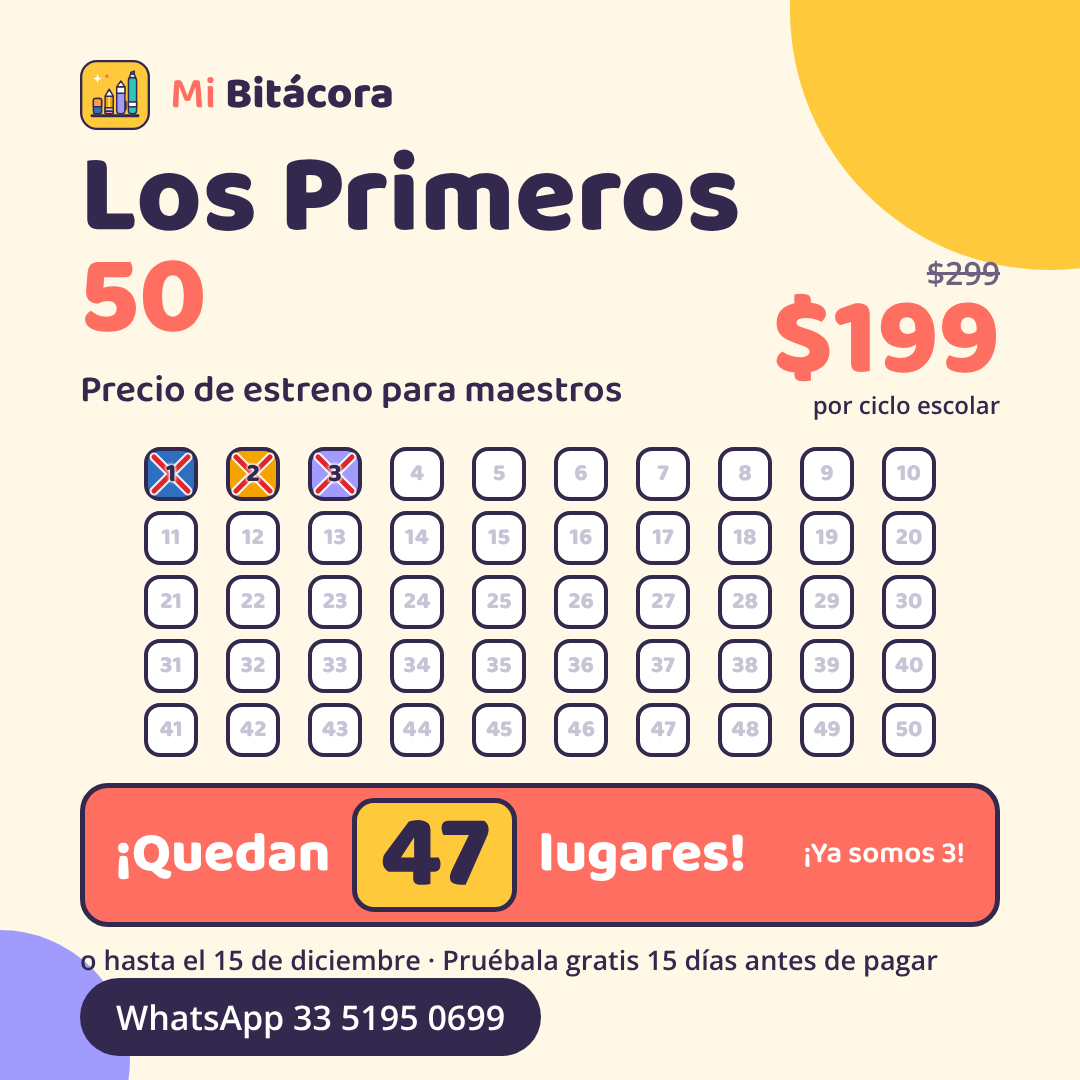 Mi Bitácora
Los Primeros
50
$299
$199
Precio de estreno para maestros
por ciclo escolar
1 2 3 4 5 6 7 8 9 10
11 12 13 14 15 16 17 18 19 20
21 22 23 24 25 26 27 28 29 30
31 32 33 34 35 36 37 38 39 40
41 42 43 44 45 46 47 48 49 50
¡Quedan 47 lugares! ¡Ya somos 3!
o hasta el 15 de diciembre · Pruébala gratis 15 días antes de pagar
WhatsApp 33 5195 0699